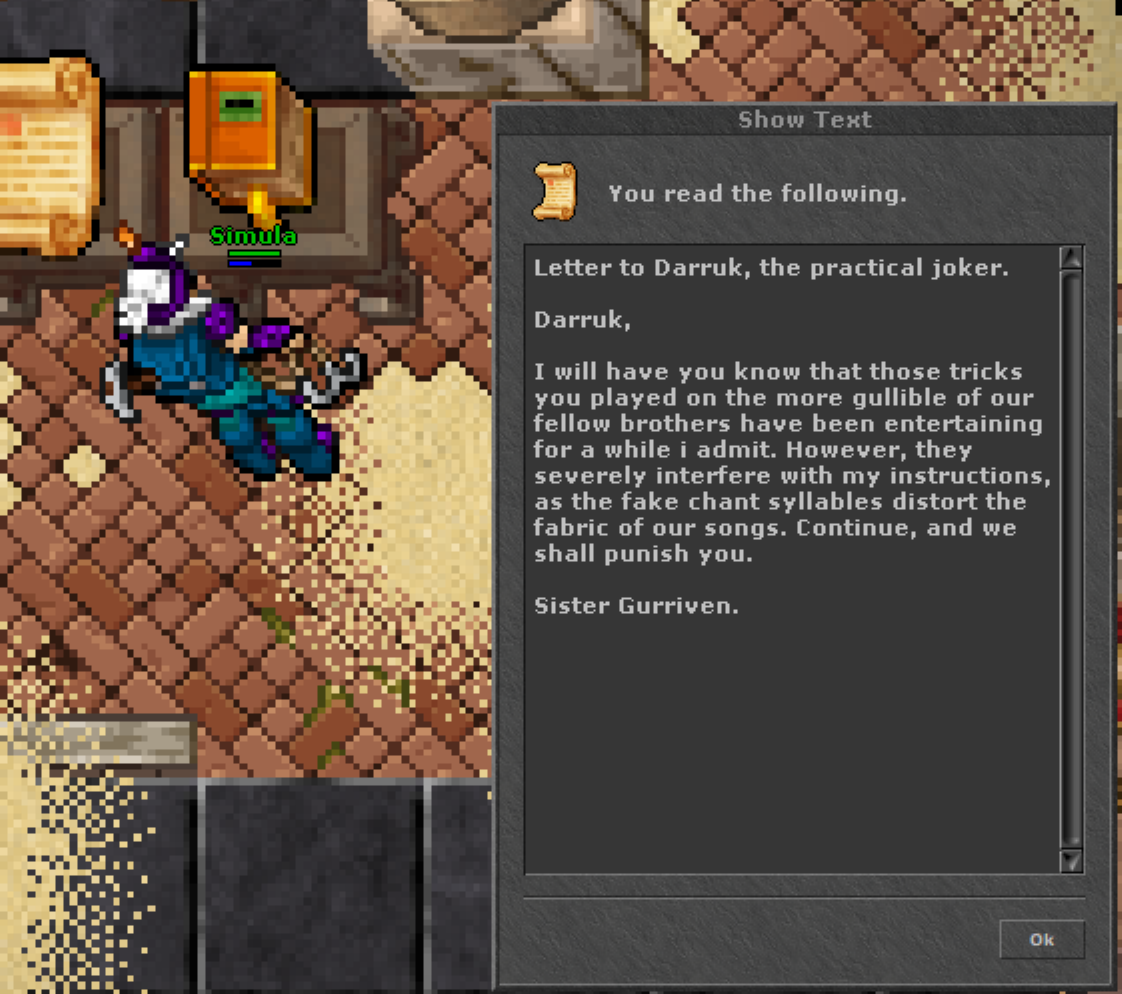 Show Text
You read the following.
Simula
Letter to Darruk, the practical joker.
Darruk,
I will have you know that those tricks
you played on the more gullible of our
fellow brothers have been entertaining
for a while i admit. However, they
severely interfere with my instructions,
as the fake chant syllables distort the
fabric of our songs. Continue, and we
shall punish you.
Sister Gurriven.
Ok